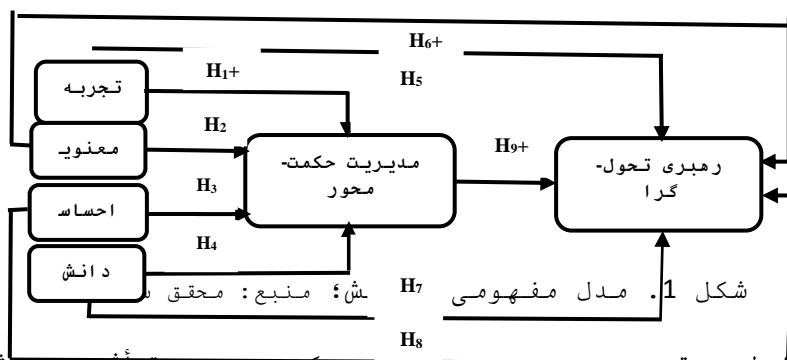 H6+
H5
H1+
تجربه
H2
معنویـ
H3
احساس
H4
دانش
مدیریت حکمت-
محور
H9+
رهبری تحول-
گرا
شکل 1. مدل مفهومی ش؛ منبع: محقق س
H7
H8